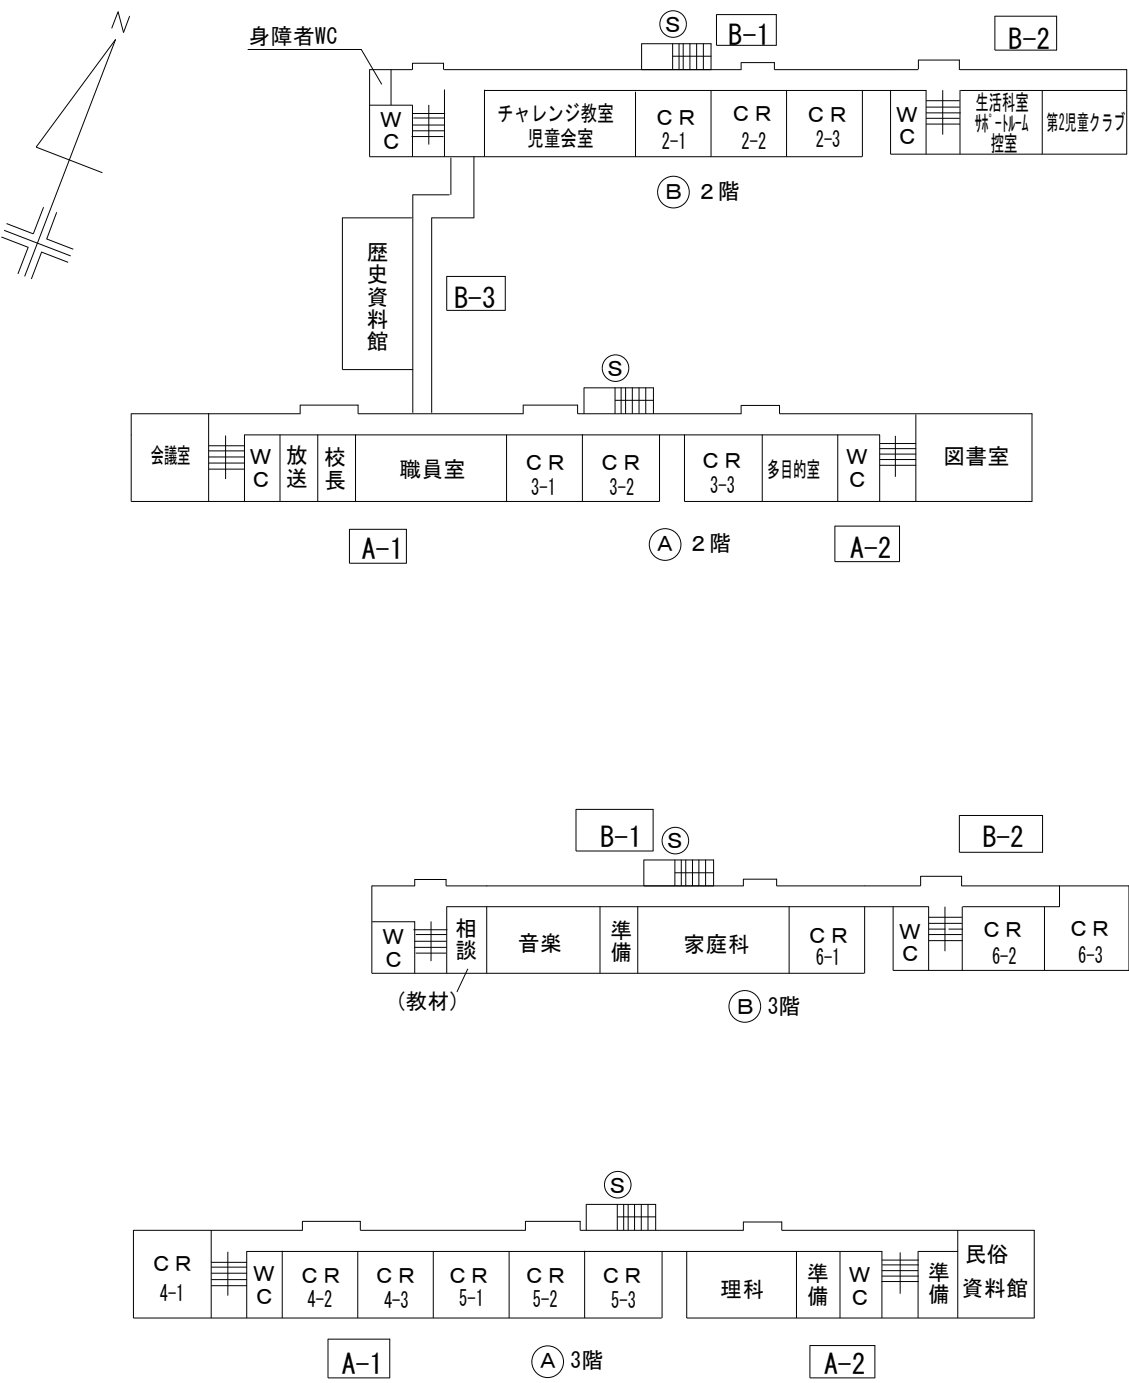 N
身障者WC
S
B-1
B-2
WC
チャレンジ教室
児童会室
CR
2-1
CR
2-2
CR
2-3
WC
生活科室
サポートルーム
控室
第2児童クラブ
B 2階
歴史資料館
B-3
S
会議室
WC
放送
校長
職員室
CR
3-1
CR
3-2
CR
3-3
多目的室
WC
図書室
A-1
A 2階
A-2
B-1
S
B-2
WC
相談
(教材)
音楽
準備
家庭科
CR
6-1
WC
CR
6-2
CR
6-3
B 3階
S
CR
4-1
WC
CR
4-2
CR
4-3
CR
5-1
CR
5-2
CR
5-3
理科
準備
WC
準備
民俗
資料館
A-1
A 3階
A-2